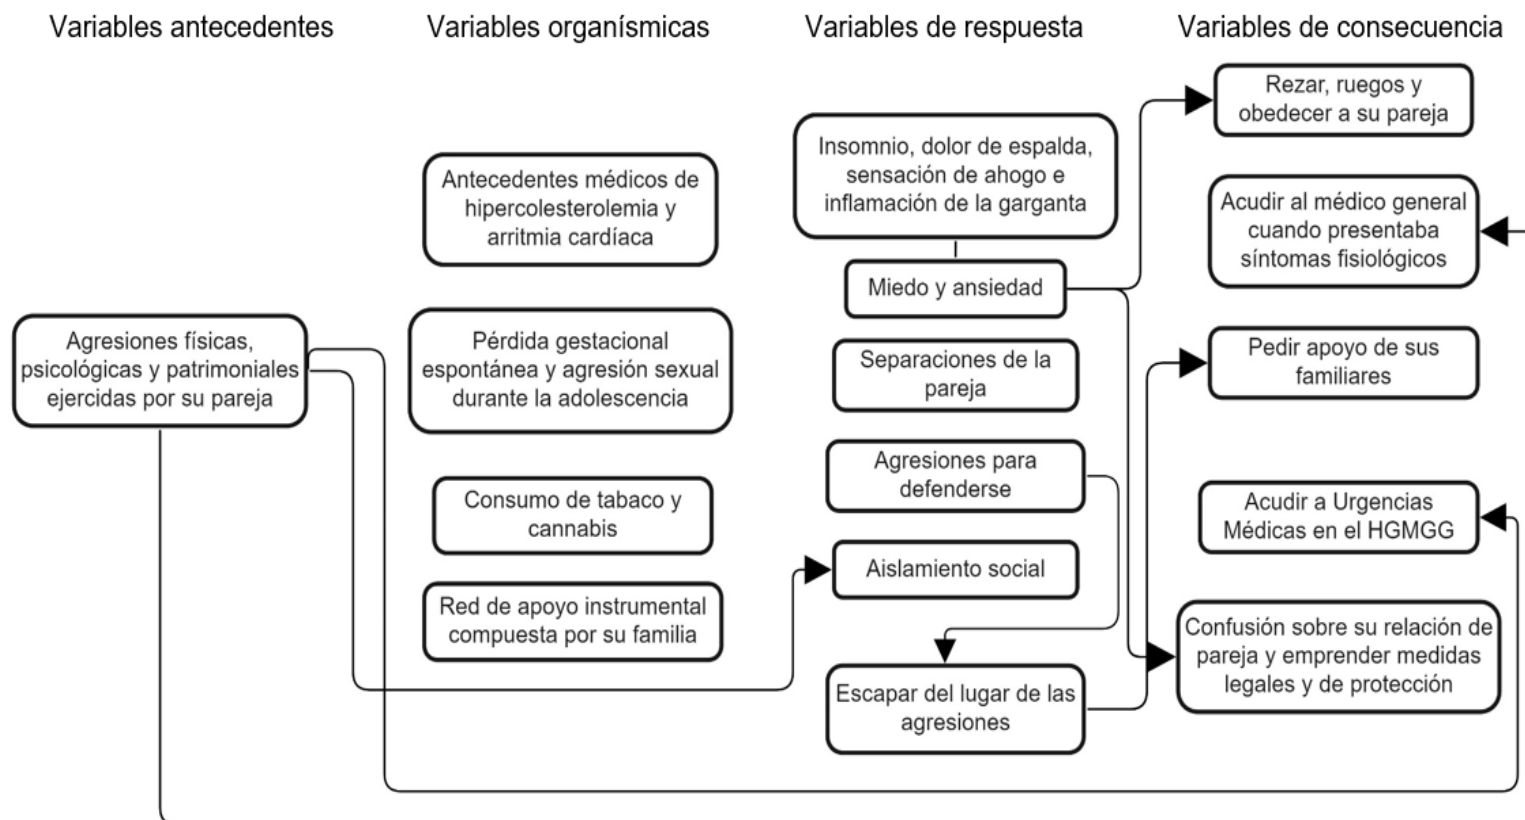 Variables antecedentes
Variables organísmicas
Variables de respuesta
Variables de consecuencia
Agresiones físicas,
psicológicas y patrimoniales
ejercidas por su pareja
Antecedentes médicos de
hipercolesterolemia y
arritmia cardíaca
Pérdida gestacional
espontánea y agresión sexual
durante la adolescencia
Consumo de tabaco y
cannabis
Red de apoyo instrumental
compuesta por su familia
Insomnio, dolor de espalda,
sensación de ahogo e
inflamación de la garganta
Miedo y ansiedad
Separaciones de la
pareja
Agresiones para
defenderse
Aislamiento social
Escapar del lugar de las
agresiones
Rezar, ruegos y
obedecer a su pareja
Acudir al médico general
cuando presentaba
síntomas fisiológicos
Pedir apoyo de sus
familiares
Acudir a Urgencias
Médicas en el HGMGG
Confusión sobre su relación de
pareja y emprender medidas
legales y de protección